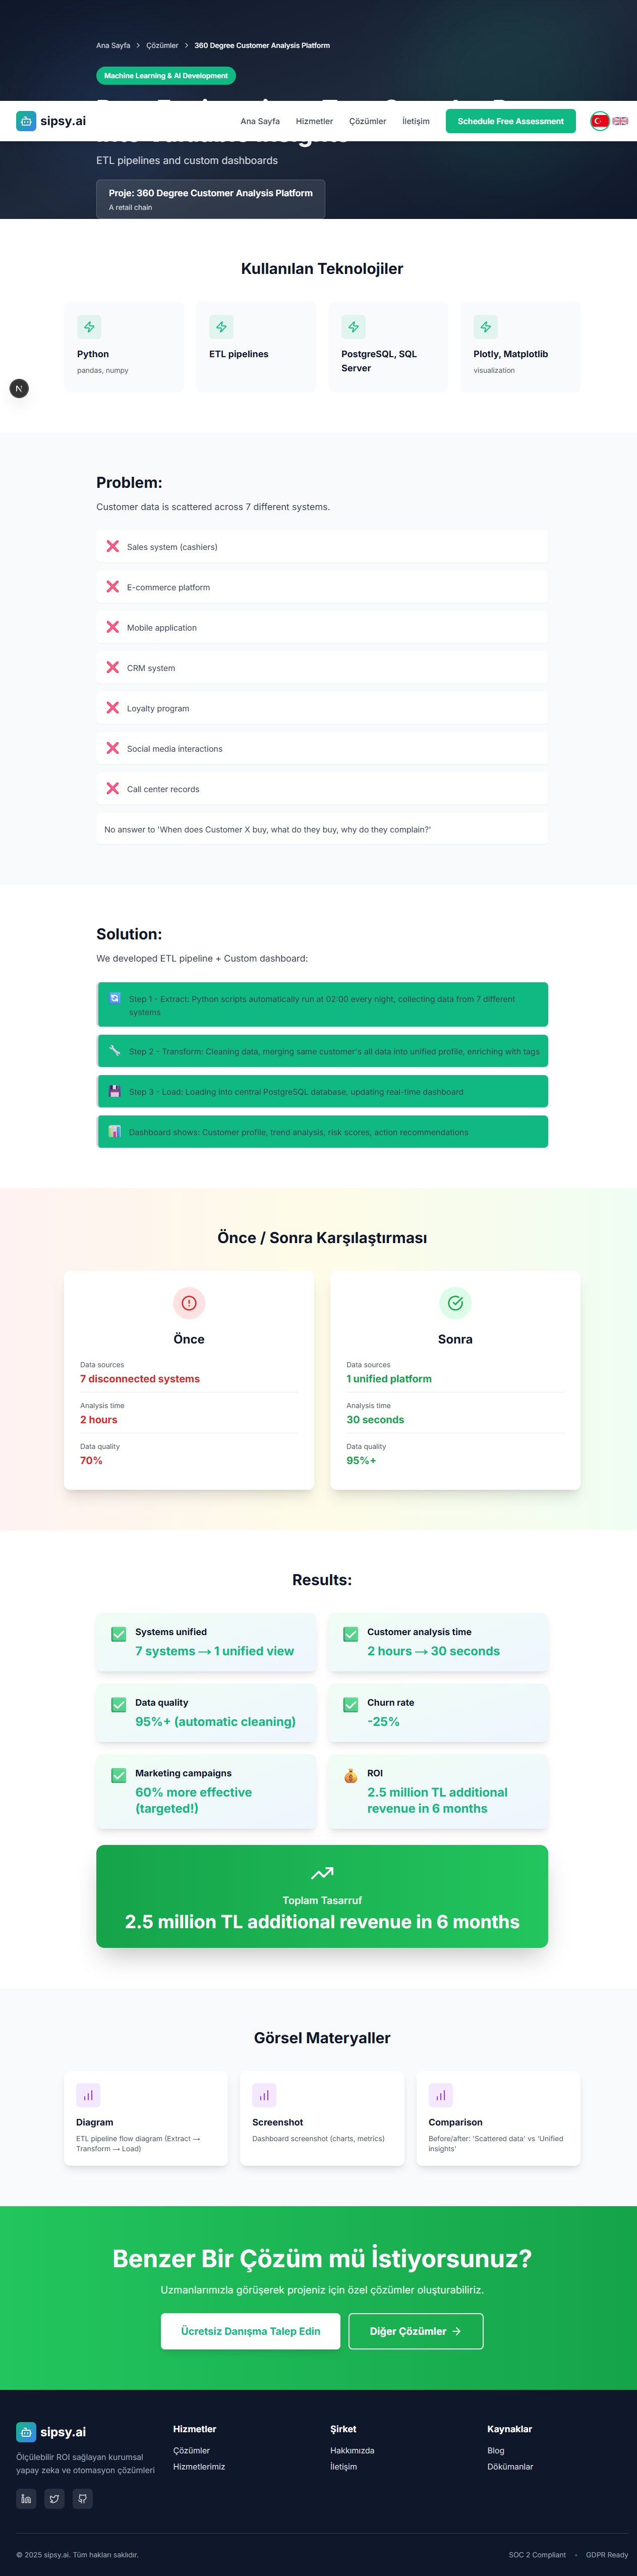 Ana Sayfa > Çözümler > 360 Degree Customer Analysis Platform
Machine Learning & AI Development
sipsy.ai
Ana Sayfa
Hizmetler
Çözümler
İletişim
Schedule Free Assessment
ETL pipelines and custom dashboards
Proje: 360 Degree Customer Analysis Platform
A retail chain
Kullanılan Teknolojiler
Python
pandas, numpy
ETL pipelines
PostgreSQL, SQL
Server
Plotly, Matplotlib
visualization
N
Problem:
Customer data is scattered across 7 different systems.
Sales system (cashiers)
E-commerce platform
Mobile application
CRM system
Loyalty program
Social media interactions
Call center records
No answer to 'When does Customer X buy, what do they buy, why do they complain?'
Solution:
We developed ETL pipeline + Custom dashboard:
Step 1 - Extract: Python scripts automatically run at 02:00 every night, collecting data from 7 different
systems
Step 2 - Transform: Cleaning data, merging same customer's all data into unified profile, enriching with tags
Step 3 - Load: Loading into central PostgreSQL database, updating real-time dashboard
Dashboard shows: Customer profile, trend analysis, risk scores, action recommendations
Önce / Sonra Karşılaştırması
Önce
Data sources
7 disconnected systems
Analysis time
2 hours
Data quality
70%
Sonra
Data sources
1 unified platform
Analysis time
30 seconds
Data quality
95%+
Results:
Systems unified
7 systems → 1 unified view
Customer analysis time
2 hours → 30 seconds
Data quality
95%+ (automatic cleaning)
Churn rate
-25%
Marketing campaigns
60% more effective
(targeted!)
ROI
2.5 million TL additional
revenue in 6 months
Toplam Tasarruf
2.5 million TL additional revenue in 6 months
Görsel Materyaller
Diagram
ETL pipeline flow diagram (Extract →
Transform → Load)
Screenshot
Dashboard screenshot (charts, metrics)
Comparison
Before/after: 'Scattered data' vs 'Unified
insights'
Benzer Bir Çözüm mü İstiyorsunuz?
Uzmanlarımızla görüşerek projeniz için özel çözümler oluşturabiliriz.
Ücretsiz Danışma Talep Edin
Diğer Çözümler →
sipsy.ai
Ölçülebilir ROI sağlayan kurumsal
yapay zeka ve otomasyon çözümleri
Hizmetler
Çözümler
Hizmetlerimiz
Şirket
Hakkımızda
İletişim
Kaynaklar
Blog
Dökümanlar
© 2025 sipsy.ai. Tüm hakları saklıdır.
SOC 2 Compliant • GDPR Ready